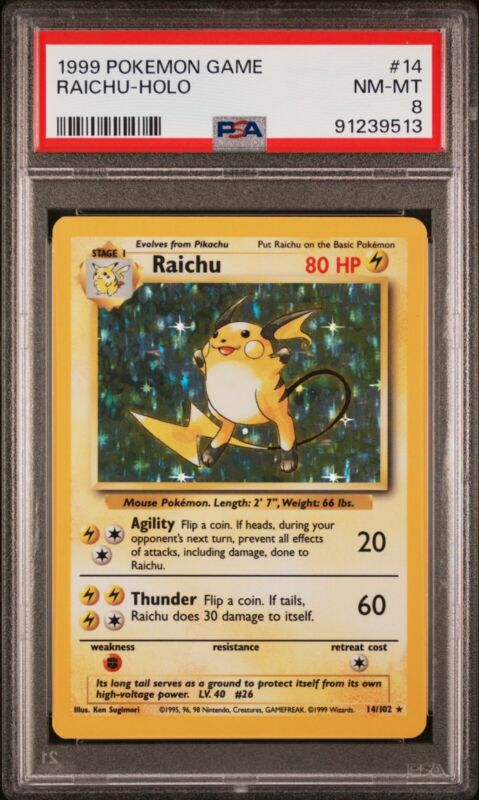 1999 POKEMON GAME #14
RAICHU-HOLO NM-MT
8
PSA 91239513
Evolves from Pikachu Put Raichu on the Basic Pokémon
STAGE 1
Raichu 80 HP
Mouse Pokémon. Length: 2' 7", Weight: 66 lbs.
Agility Flip a coin. If heads, during your
opponent's next turn, prevent all effects
of attacks, including damage, done to
Raichu.
20
Thunder Flip a coin. If tails,
Raichu does 30 damage to itself.
60
weakness resistance retreat cost
Its long tail serves as a ground to protect itself from its own
high-voltage power. LV. 40 #26
Illus. Ken Sugimori ©1995, 96, 98 Nintendo, Creatures, GAMEFREAK. ©1999 Wizards. 14/102 ★
21 PSA